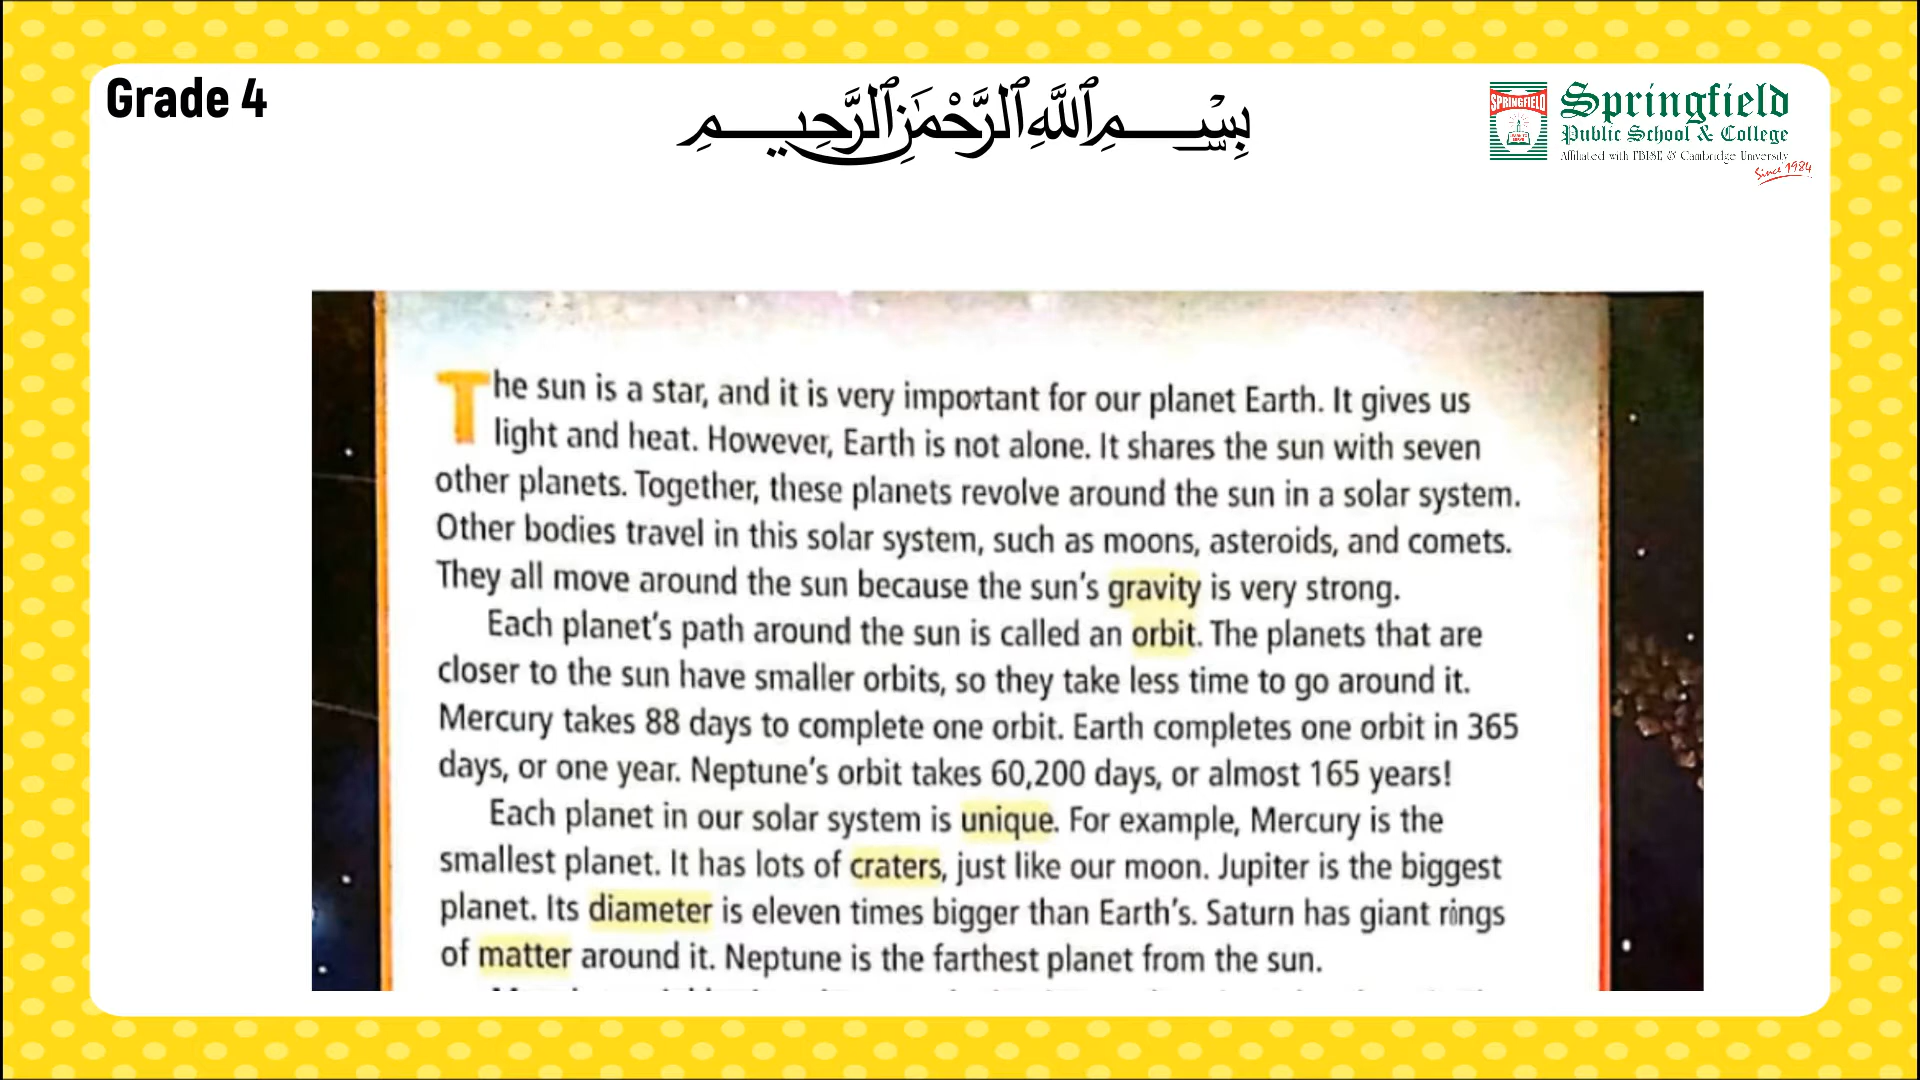 Grade 4
بِسْمِ ٱللَّهِ ٱلرَّحْمَٰنِ ٱلرَّحِيمِ
SPRINGFIELD
Springfield
Public School & College
Affiliated with FBISE & Cambridge University
Since 1984
The sun is a star, and it is very important for our planet Earth. It gives us
light and heat. However, Earth is not alone. It shares the sun with seven
other planets. Together, these planets revolve around the sun in a solar system.
Other bodies travel in this solar system, such as moons, asteroids, and comets.
They all move around the sun because the sun's gravity is very strong.
Each planet's path around the sun is called an orbit. The planets that are
closer to the sun have smaller orbits, so they take less time to go around it.
Mercury takes 88 days to complete one orbit. Earth completes one orbit in 365
days, or one year. Neptune's orbit takes 60,200 days, or almost 165 years!
Each planet in our solar system is unique. For example, Mercury is the
smallest planet. It has lots of craters, just like our moon. Jupiter is the biggest
planet. Its diameter is eleven times bigger than Earth's. Saturn has giant rings
of matter around it. Neptune is the farthest planet from the sun.